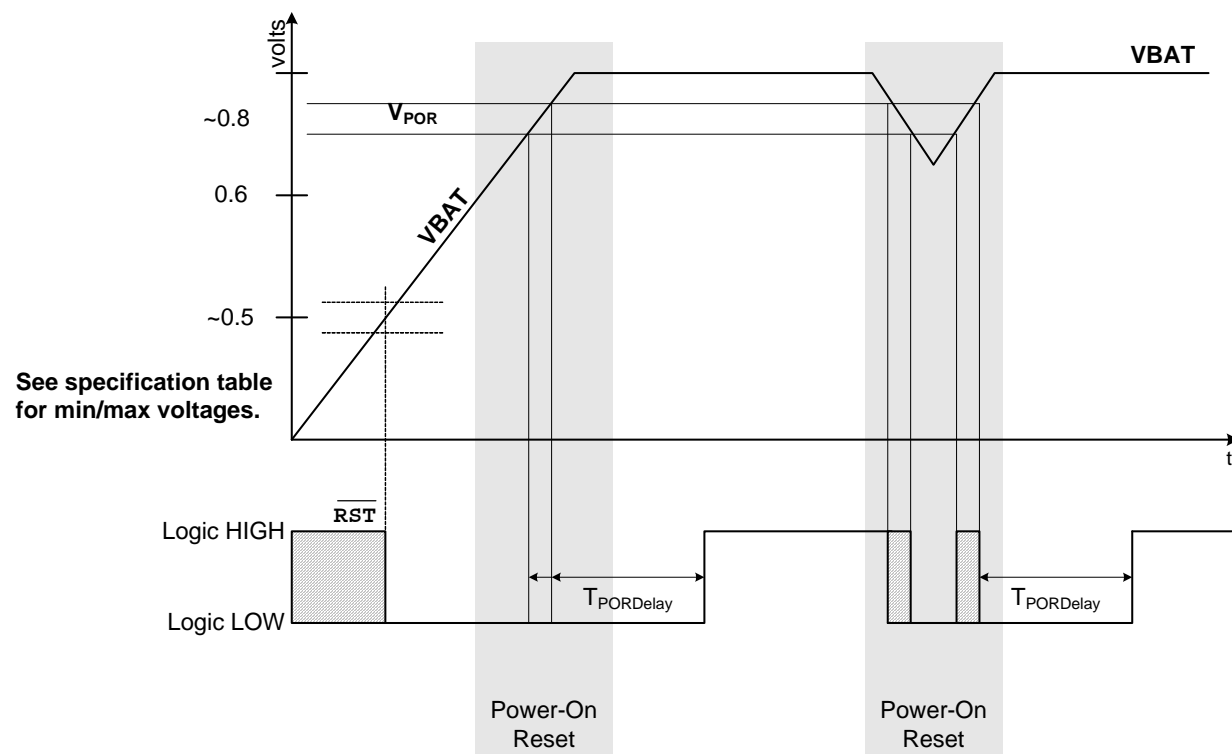 volts
VBAT
~0.8
VPOR
0.6
VBAT
~0.5
See specification table
for min/max voltages.
t
RST
Logic HIGH
TPORDelay
TPORDelay
Logic LOW
Power-On
Reset
Power-On
Reset